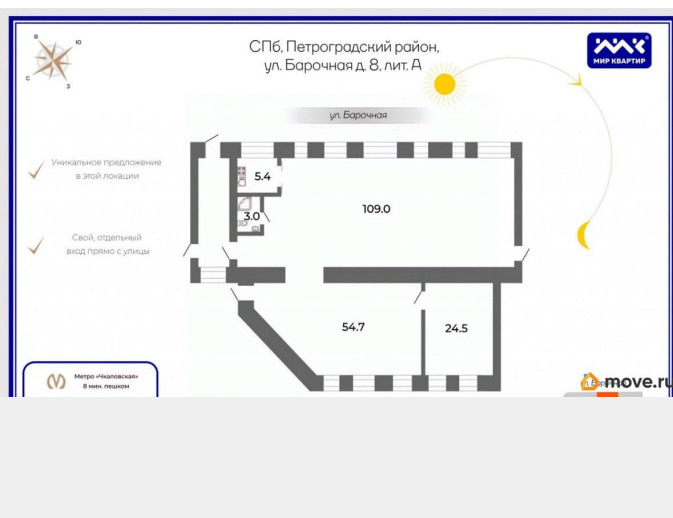 В
Ю
С
З
СПб, Петроградский район,
ул. Барочная д. 8, лит. А
МИР КВАРТИР
ул. Барочная
Уникальное предложение
в этой локации
Свой, отдельный
вход прямо с улицы
5.4
3.0
109.0
54.7
24.5
Метро «Чкаловская»
8 мин. пешком
move.ru